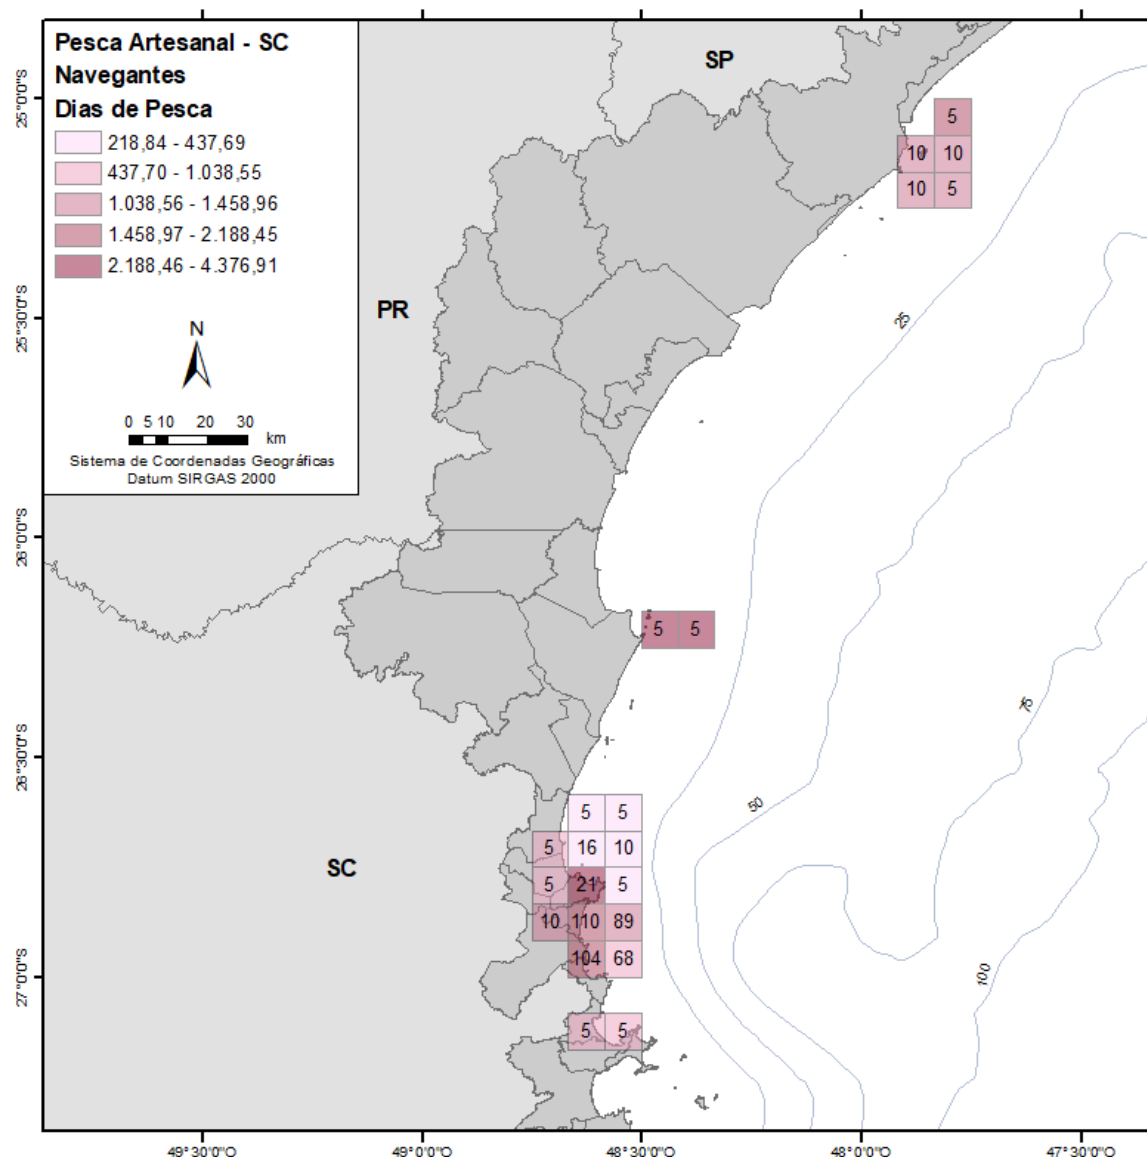 Pesca Artesanal - SC
Navegantes
Dias de Pesca
218,84 - 437,69
437,70 - 1.038,55
1.038,56 - 1.458,96
1.458,97 - 2.188,45
2.188,46 - 4.376,91
N
0 5 10 20 30
km
Sistema de Coordenadas Geográficas
Datum SIRGAS 2000
SP
PR
SC
25°0'0"S
25°30'0"S
26°0'0"S
26°30'0"S
27°0'0"S
5
10 10
10 5
25
5 5
75
50
5 5
5 16 10
5 21 5
10 110 89
104 68
100
5 5
49°30'0"O
49°0'0"O
48°30'0"O
48°0'0"O
47°30'0"O